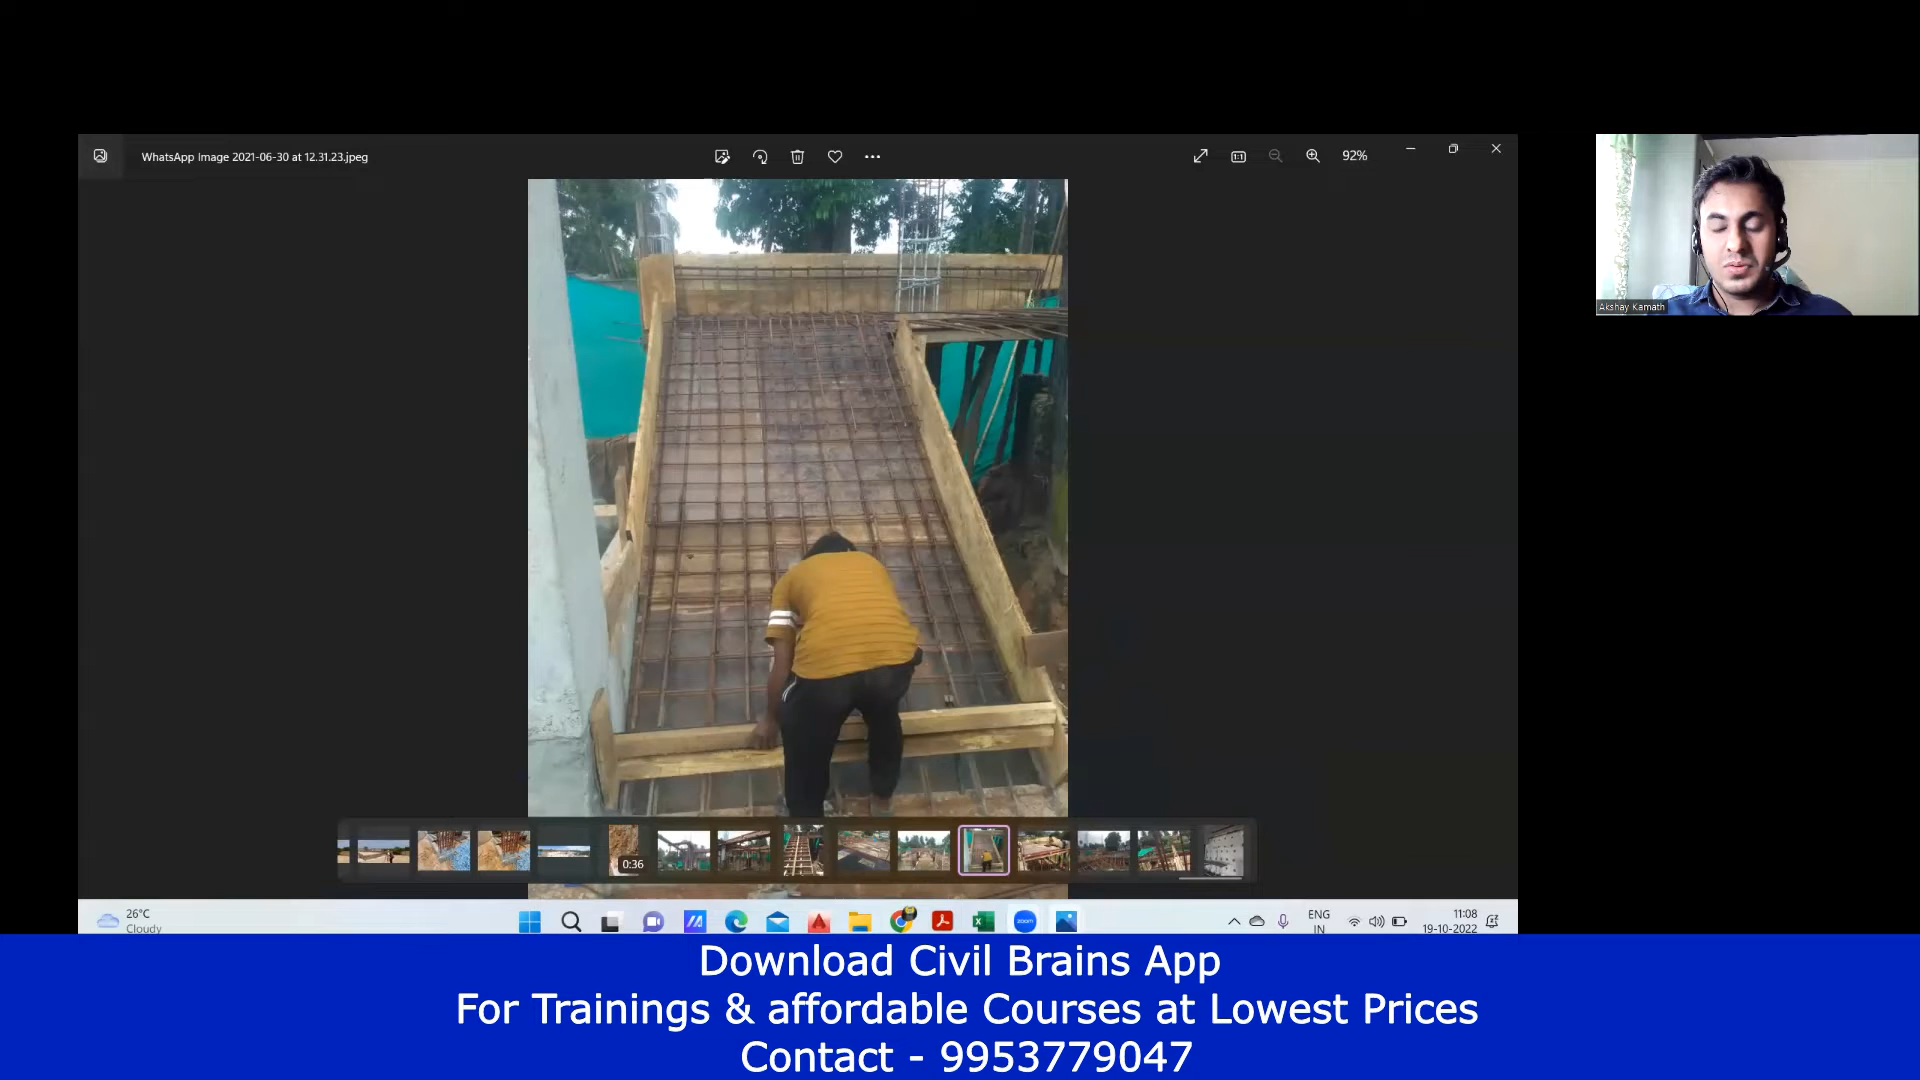 WhatsApp Image 2021-06-30 at 12.31.23.jpeg
92%
Akshay Kamath
0:36
26°C
Cloudy
zoom
ENG
IN
11:08
19-10-2022
Download Civil Brains App
For Trainings & affordable Courses at Lowest Prices
Contact - 9953779047